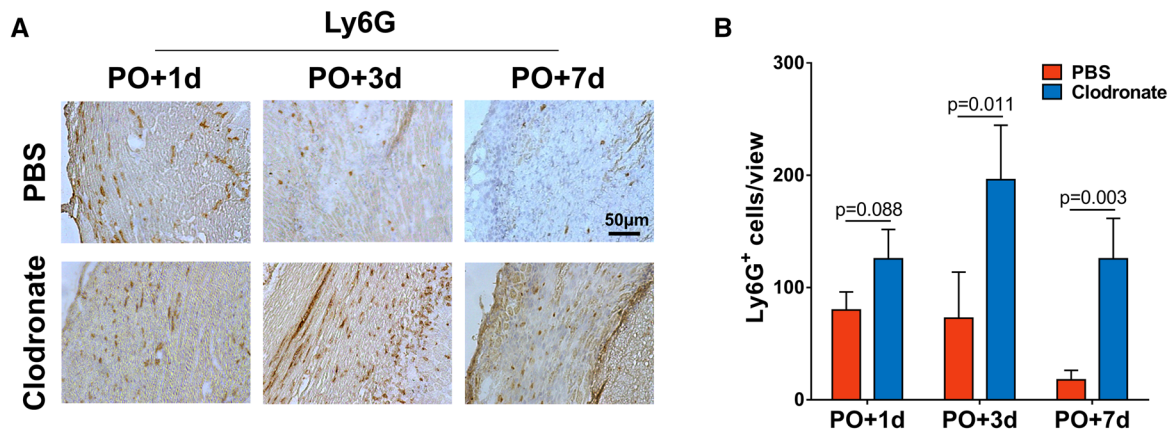 A
Ly6G
PO+1d PO+3d PO+7d
PBS
50μm
Clodronate
B
PBS
Clodronate
Ly6G+ cells/view
300
200
100
0
p=0.088
p=0.011
p=0.003
PO+1d PO+3d PO+7d